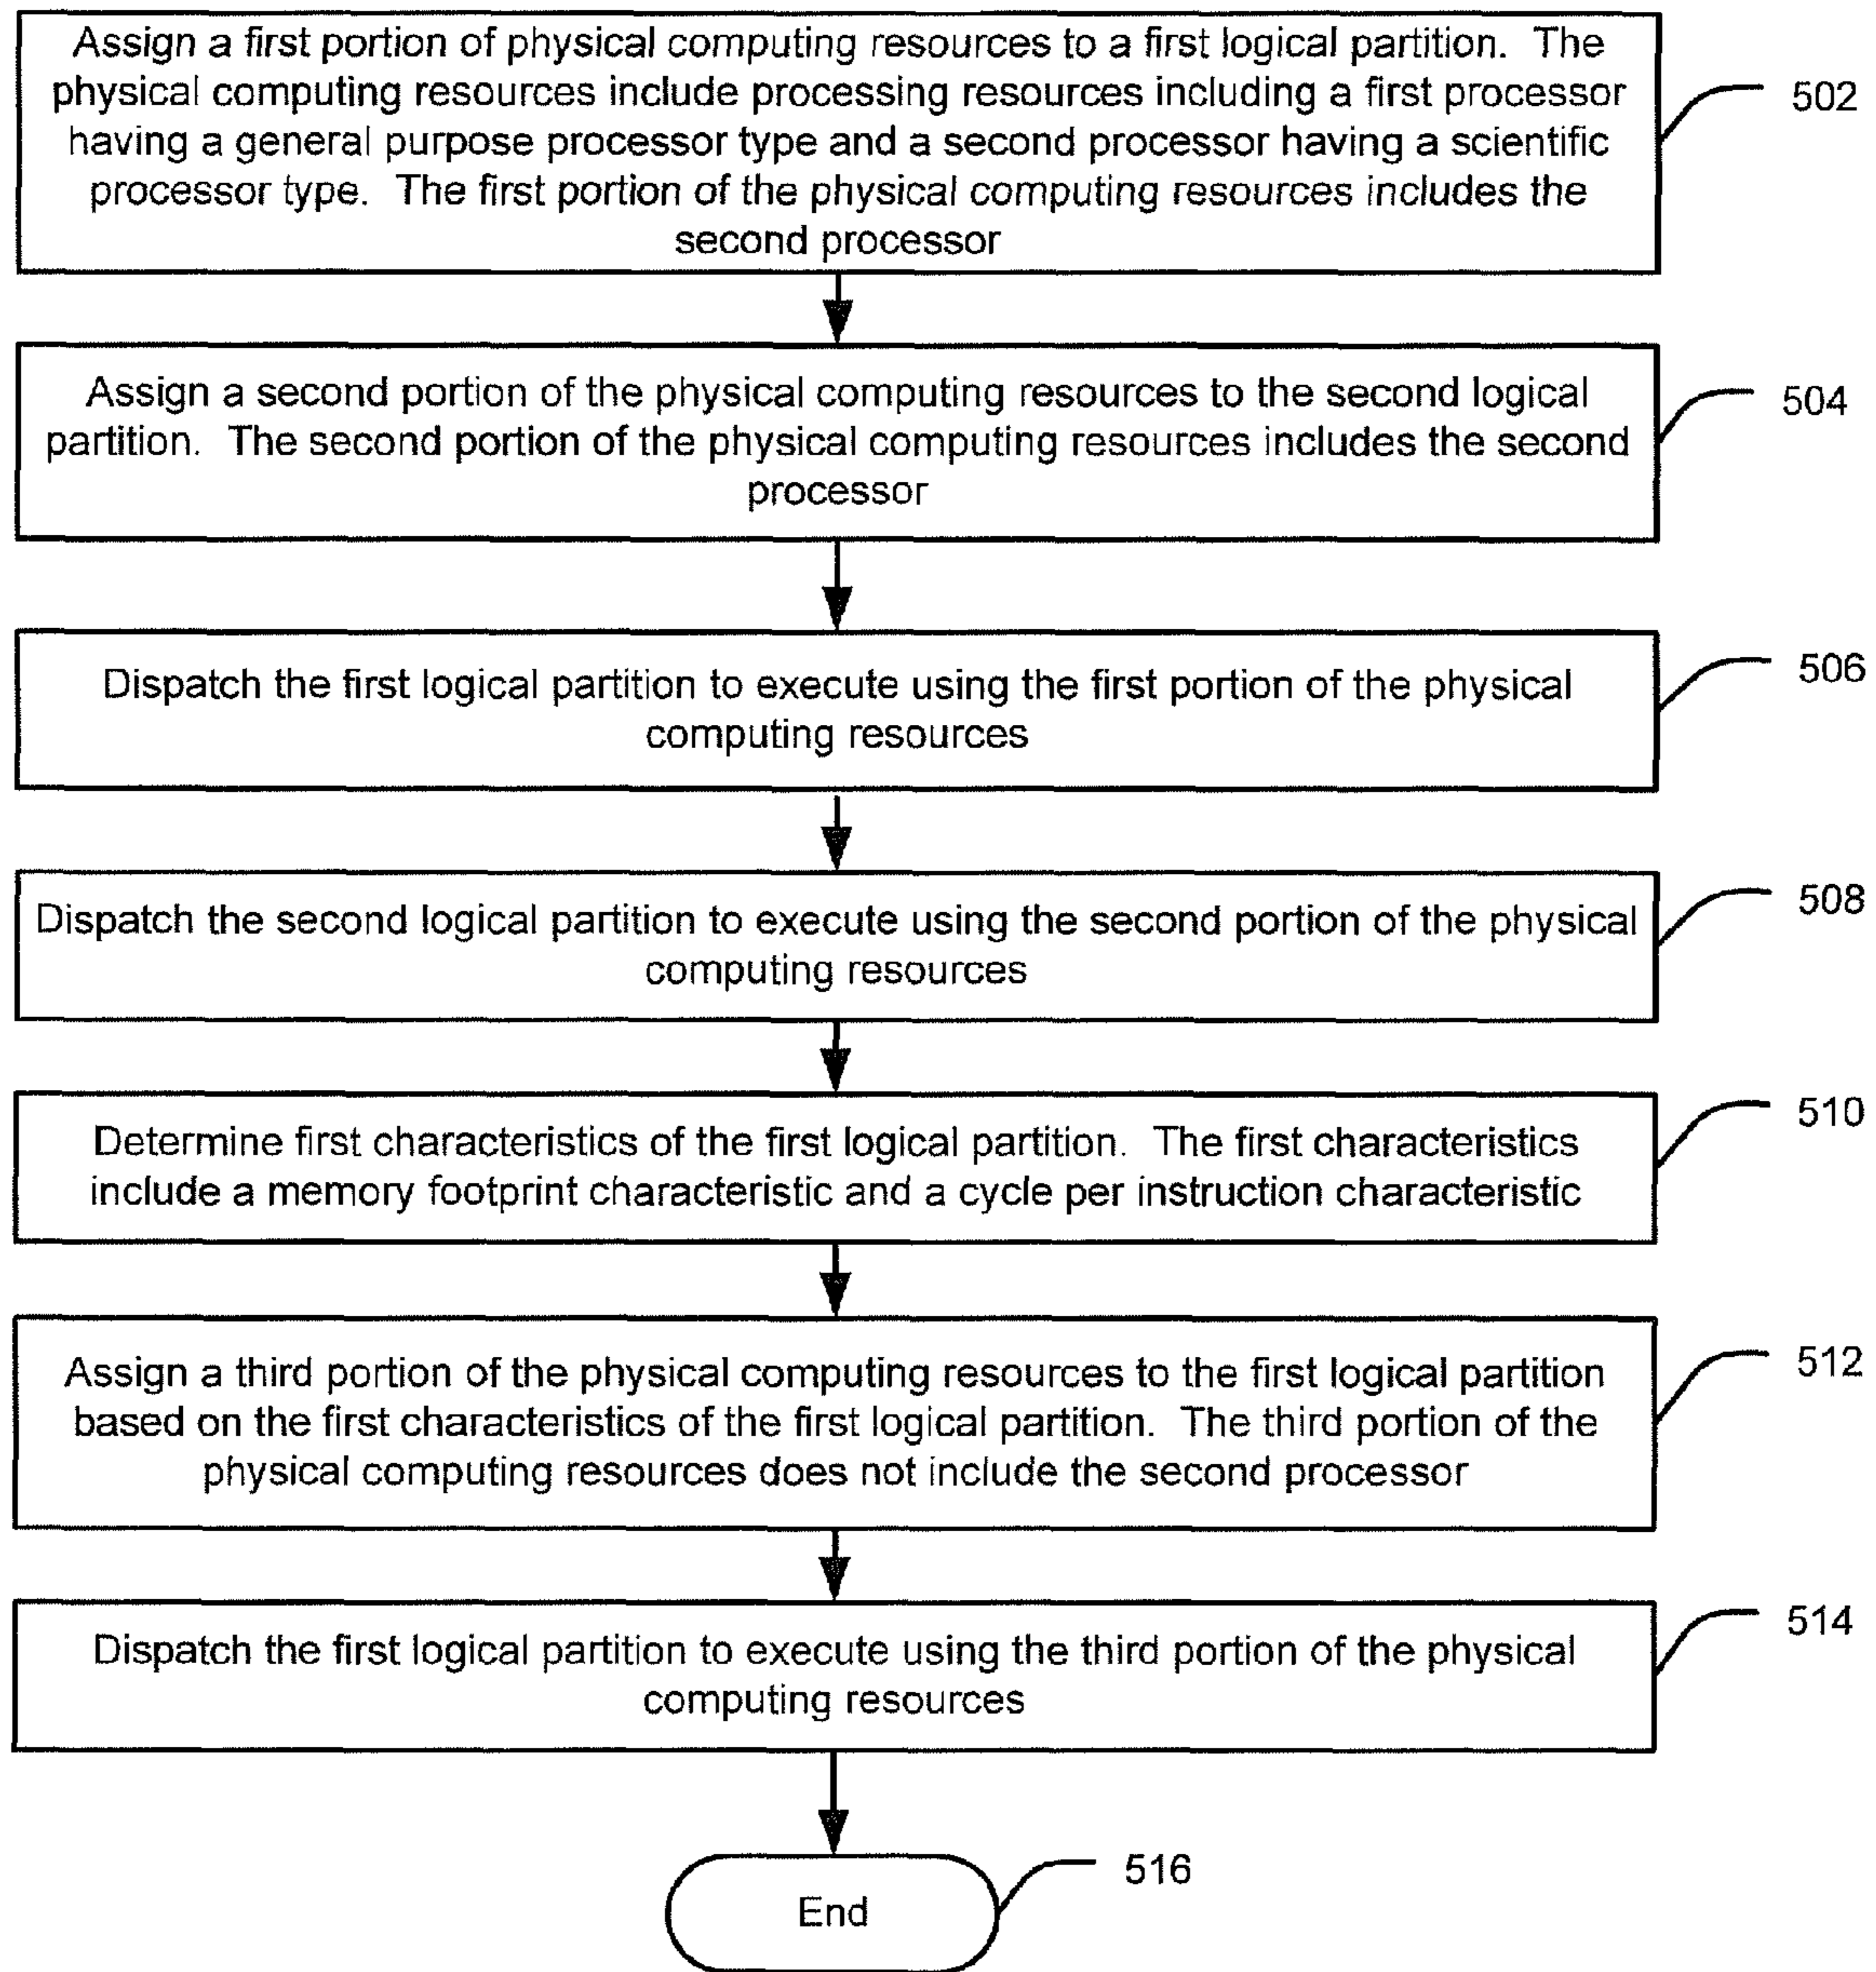 Assign a first portion of physical computing resources to a first logical partition. The
physical computing resources include processing resources including a first processor
having a general purpose processor type and a second processor having a scientific
processor type. The first portion of the physical computing resources includes the
second processor
502
Assign a second portion of the physical computing resources to the second logical
partition. The second portion of the physical computing resources includes the second
processor
504
Dispatch the first logical partition to execute using the first portion of the physical
computing resources
506
Dispatch the second logical partition to execute using the second portion of the physical
computing resources
508
Determine first characteristics of the first logical partition. The first characteristics
include a memory footprint characteristic and a cycle per instruction characteristic
510
Assign a third portion of the physical computing resources to the first logical partition
based on the first characteristics of the first logical partition. The third portion of the
physical computing resources does not include the second processor
512
Dispatch the first logical partition to execute using the third portion of the physical
computing resources
514
End
516